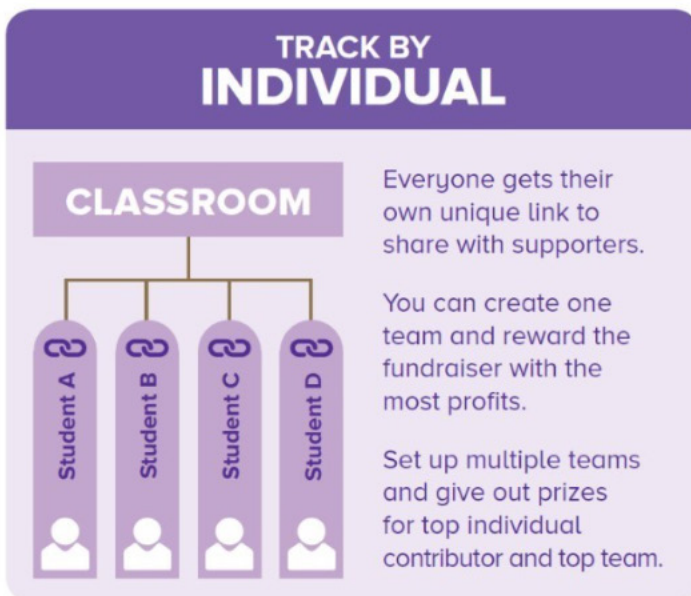 TRACK BY
INDIVIDUAL
CLASSROOM
Student A
Student B
Student C
Student D
Everyone gets their
own unique link to
share with supporters.
You can create one
team and reward the
fundraiser with the
most profits.
Set up multiple teams
and give out prizes
for top individual
contributor and top team.